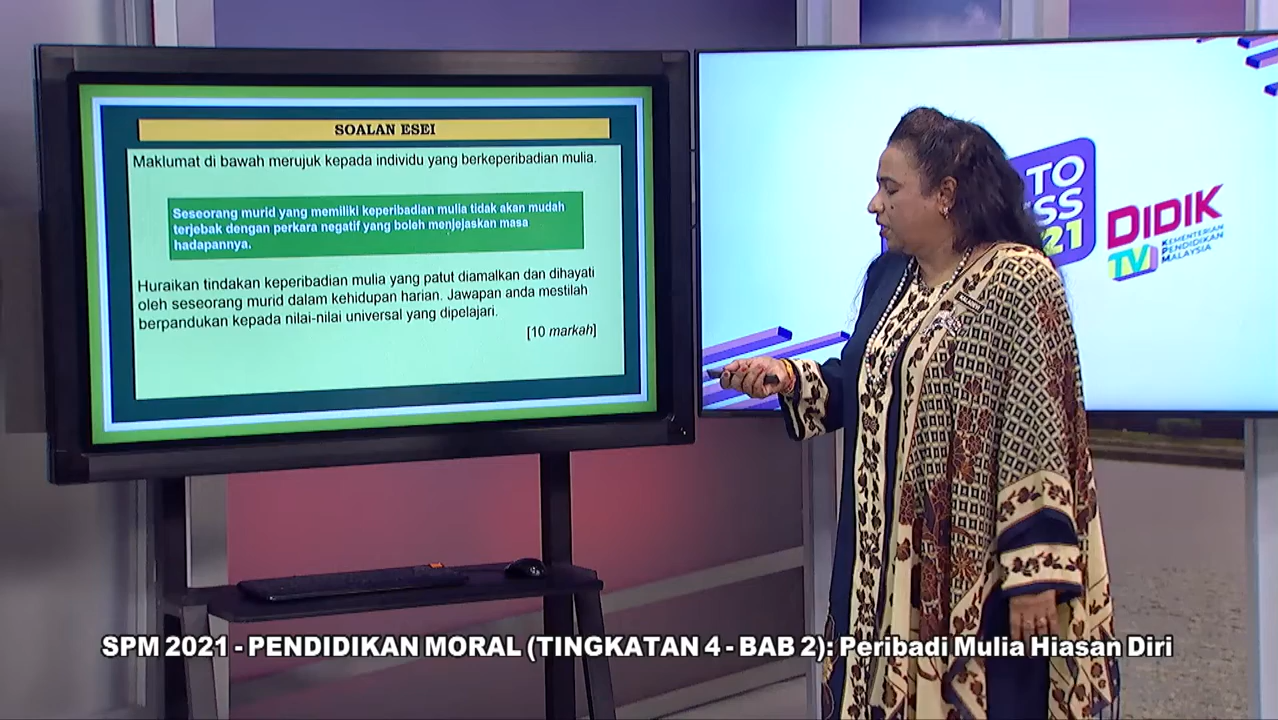 SOALAN ESEI
Maklumat di bawah merujuk kepada individu yang berkeperibadian mulia.
Seseorang murid yang memiliki keperibadian mulia tidak akan mudah
terjebak dengan perkara negatif yang boleh menjejaskan masa
hadapannya.
Huraikan tindakan keperibadian mulia yang patut diamalkan dan dihayati
oleh seseorang murid dalam kehidupan harian. Jawapan anda mestilah
berpandukan kepada nilai-nilai universal yang dipelajari.
[10 markah]
TO
SS
21
DIDIK
TV
KEMENTERIAN
PENDIDIKAN
MALAYSIA
SPM 2021 - PENDIDIKAN MORAL (TINGKATAN 4 - BAB 2): Peribadi Mulia Hiasan Diri